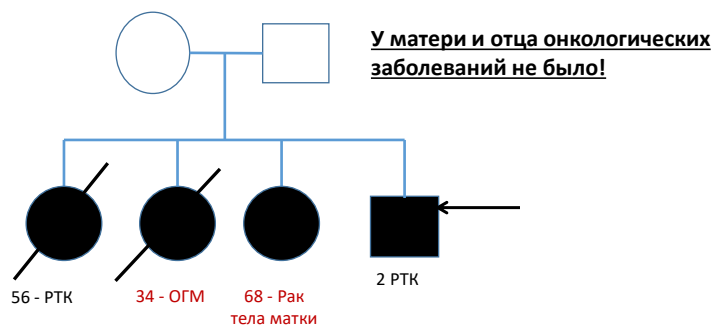 У матери и отца онкологических
заболеваний не было!
56 - РТК
34 - ОГМ
68 - Рак
тела матки
2 РТК